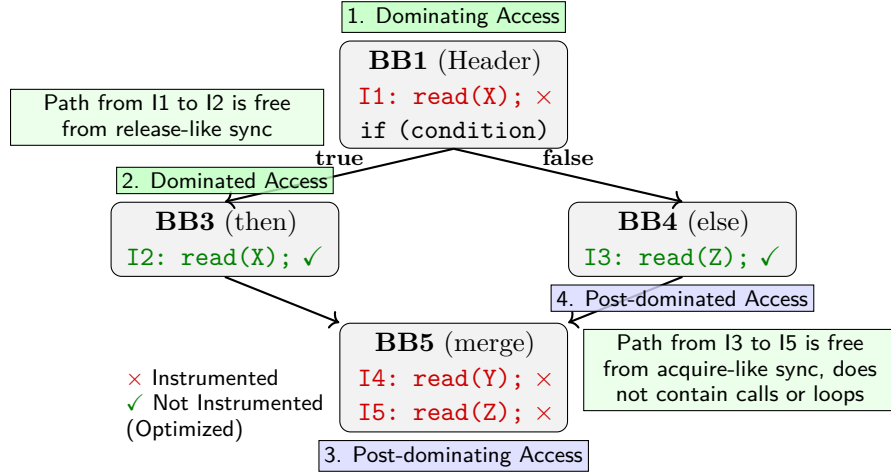 1. Dominating Access
BB1 (Header)
I1: read(X); ×
if (condition)
Path from I1 to I2 is free
from release-like sync
true
false
2. Dominated Access
BB3 (then)
I2: read(X); ✓
BB4 (else)
I3: read(Z); ✓
4. Post-dominated Access
BB5 (merge)
I4: read(Y); ×
I5: read(Z); ×
Path from I3 to I5 is free
from acquire-like sync, does
not contain calls or loops
× Instrumented
✓ Not Instrumented
(Optimized)
3. Post-dominating Access